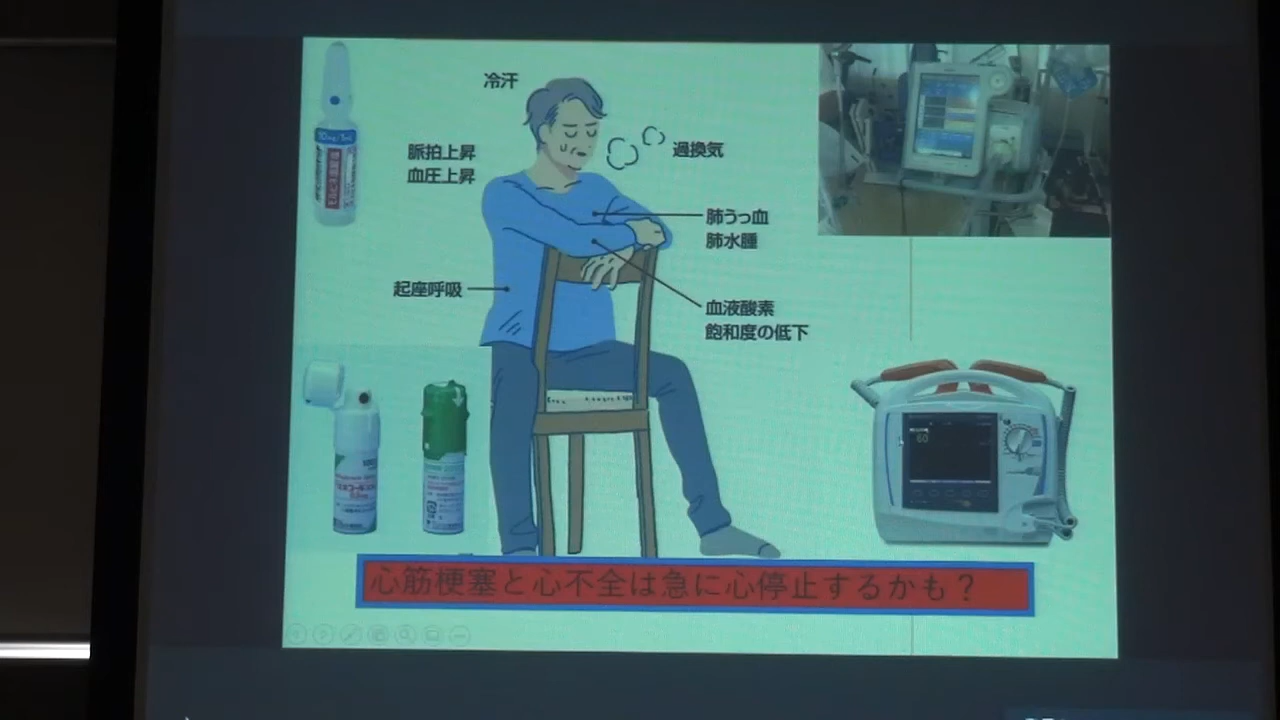 冷汗
脈拍上昇
血圧上昇
過換気
肺うっ血
肺水腫
起座呼吸
血液酸素
飽和度の低下
60
心筋梗塞と心不全は急に心停止するかも？